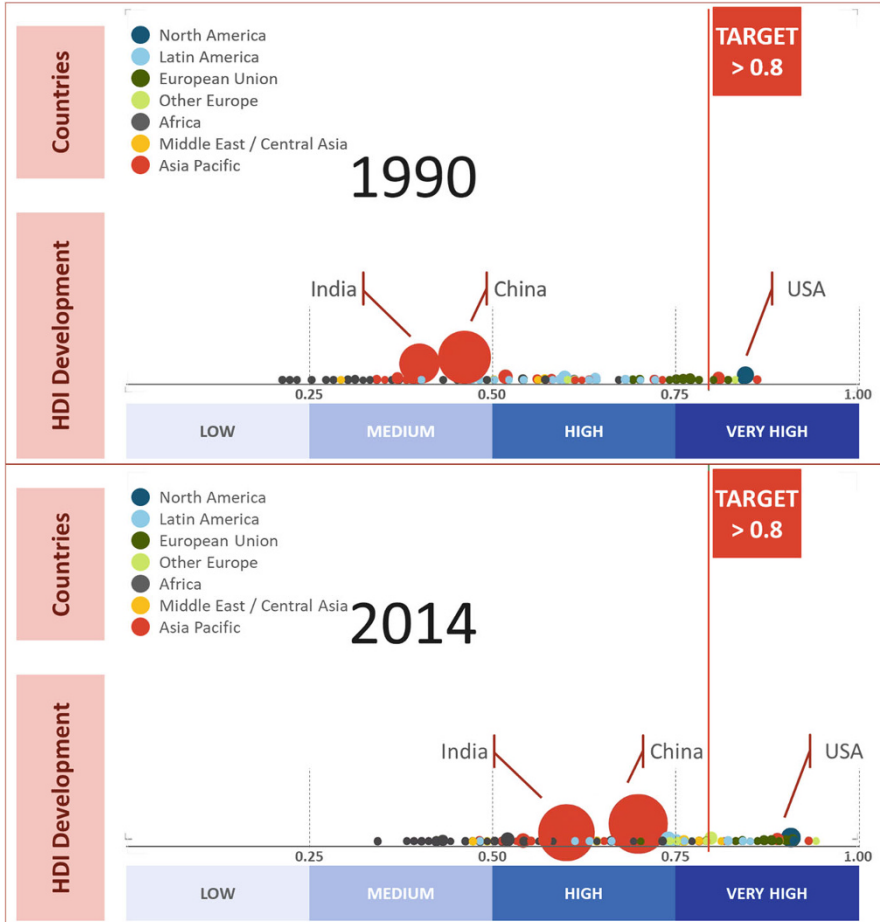 Countries
North America
Latin America
European Union
Other Europe
Africa
Middle East / Central Asia
Asia Pacific
TARGET
> 0.8
1990
HDI Development
India
China
USA
0.25
0.50
0.75
1.00
LOW
MEDIUM
HIGH
VERY HIGH
Countries
North America
Latin America
European Union
Other Europe
Africa
Middle East / Central Asia
Asia Pacific
TARGET
> 0.8
2014
HDI Development
India
China
USA
0.25
0.50
0.75
1.00
LOW
MEDIUM
HIGH
VERY HIGH